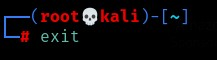 ┌──(root💀kali)-[~]
└─# exit